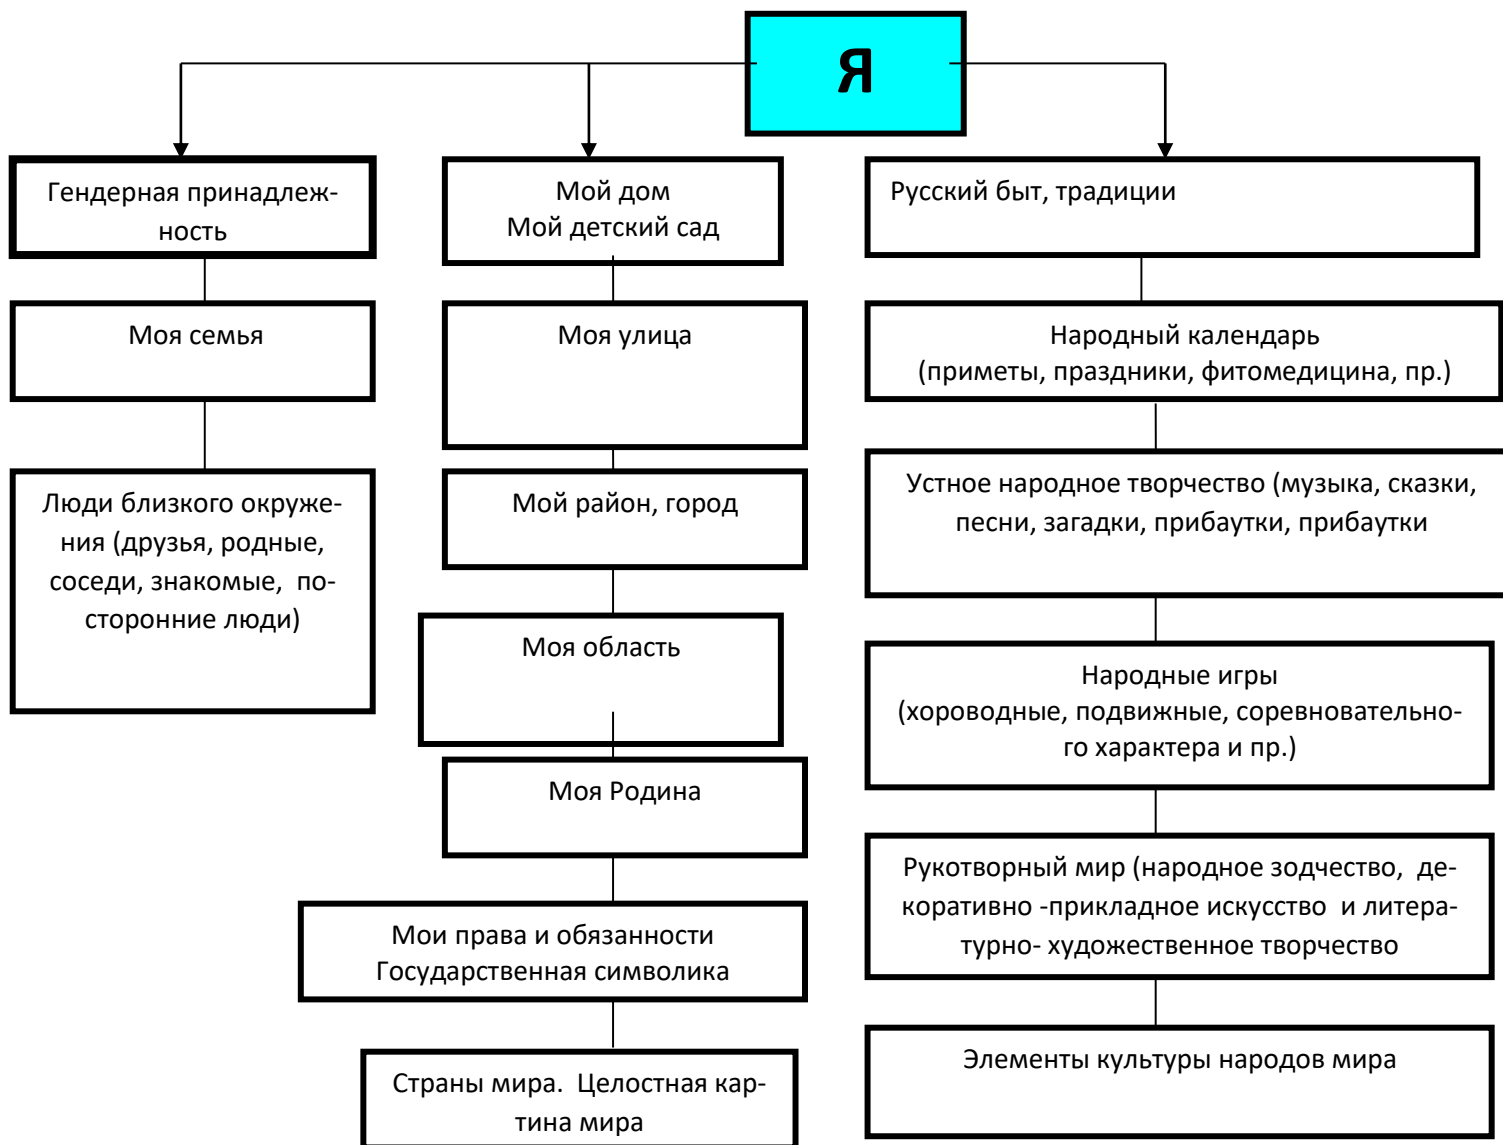 Я
Гендерная принадлеж-
ность
Моя семья
Люди близкого окруже-
ния (друзья, родные,
соседи, знакомые,  по-
сторонние люди)
Мой дом
Мой детский сад
Моя улица
Мой район, город
Моя область
Моя Родина
Мои права и обязанности
Государственная символика
Страны мира.  Целостная кар-
тина мира
Русский быт, традиции
Народный календарь
(приметы, праздники, фитомедицина, пр.)
Устное народное творчество (музыка, сказки,
песни, загадки, прибаутки, прибаутки
Народные игры
(хороводные, подвижные, соревновательно-
го характера и пр.)
Рукотворный мир (народное зодчество,  де-
коративно -прикладное искусство  и литера-
турно- художественное творчество
Элементы культуры народов мира